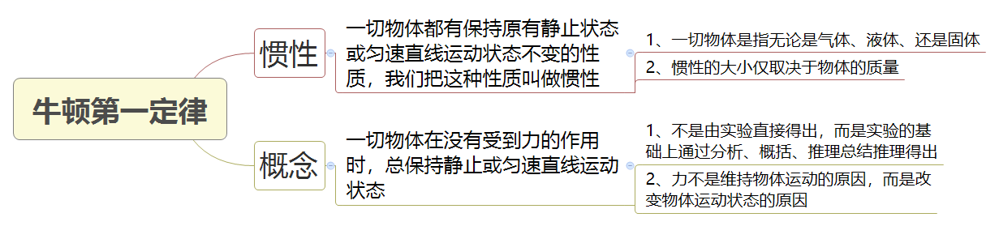 牛顿第一定律
惯性
一切物体都有保持原有静止状态
或匀速直线运动状态不变的性
质，我们把这种性质叫做惯性
1、一切物体是指无论是气体、液体、还是固体
2、惯性的大小仅取决于物体的质量
概念
一切物体在没有受到力的作用
时，总保持静止或匀速直线运动
状态
1、不是由实验直接得出，而是实验的基
础上通过分析、概括、推理总结推理得出
2、力不是维持物体运动的原因，而是改
变物体运动状态的原因